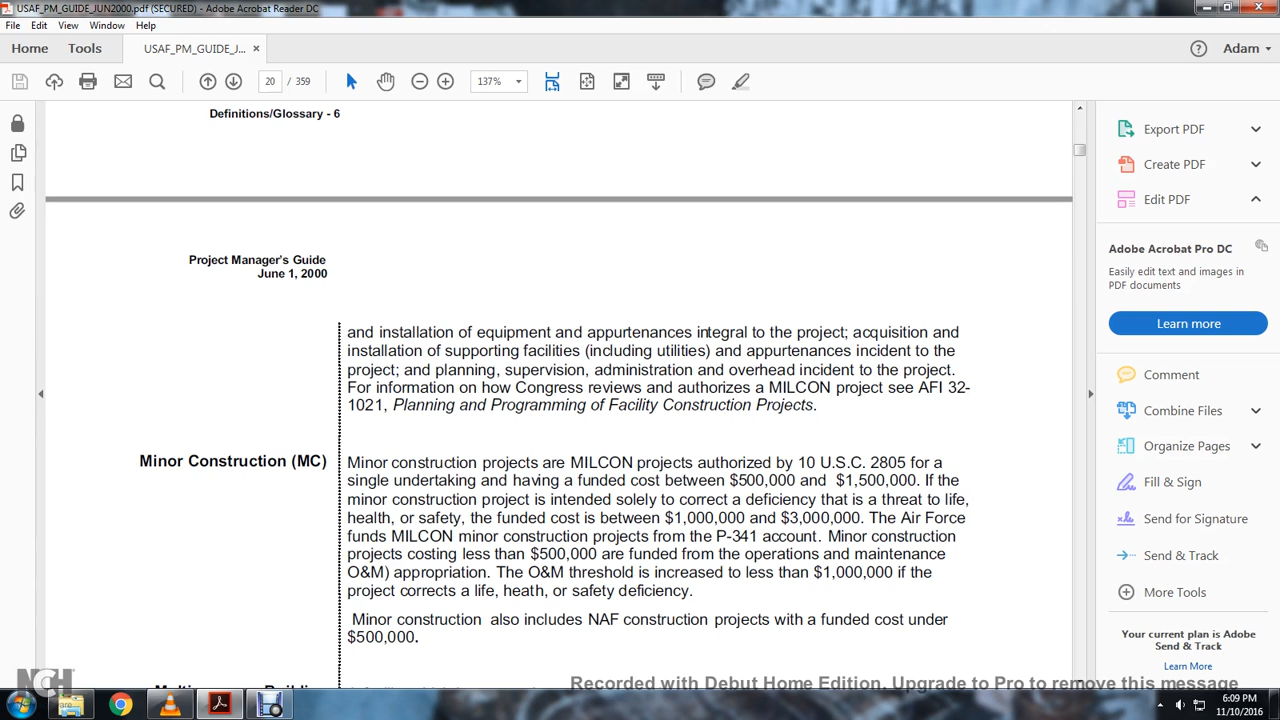 USAF_PM_GUIDE_JUN2000.pdf (SECURED) - Adobe Acrobat Reader DC
File Edit View Window Help
Home Tools USAF_PM_GUIDE_J... × ? Adam
20 / 359 137%
Definitions/Glossary - 6
Project Manager's Guide
June 1, 2000
and installation of equipment and appurtenances integral to the project; acquisition and
installation of supporting facilities (including utilities) and appurtenances incident to the
project; and planning, supervision, administration and overhead incident to the project.
For information on how Congress reviews and authorizes a MILCON project see AFI 32-
1021, Planning and Programming of Facility Construction Projects.
Minor Construction (MC)
Minor construction projects are MILCON projects authorized by 10 U.S.C. 2805 for a
single undertaking and having a funded cost between $500,000 and $1,500,000. If the
minor construction project is intended solely to correct a deficiency that is a threat to life,
health, or safety, the funded cost is between $1,000,000 and $3,000,000. The Air Force
funds MILCON minor construction projects from the P-341 account. Minor construction
projects costing less than $500,000 are funded from the operations and maintenance
O&M) appropriation. The O&M threshold is increased to less than $1,000,000 if the
project corrects a life, heath, or safety deficiency.
Minor construction also includes NAF construction projects with a funded cost under
$500,000.
Export PDF
Create PDF
Edit PDF
Adobe Acrobat Pro DC
Easily edit text and images in
PDF documents
Learn more
Comment
Combine Files
Organize Pages
Fill & Sign
Send for Signature
Send & Track
More Tools
Your current plan is Adobe
Send & Track
Learn More
NCH
Recorded with Debut Home Edition. Upgrade to Pro to remove this message
6:09 PM
11/10/2016